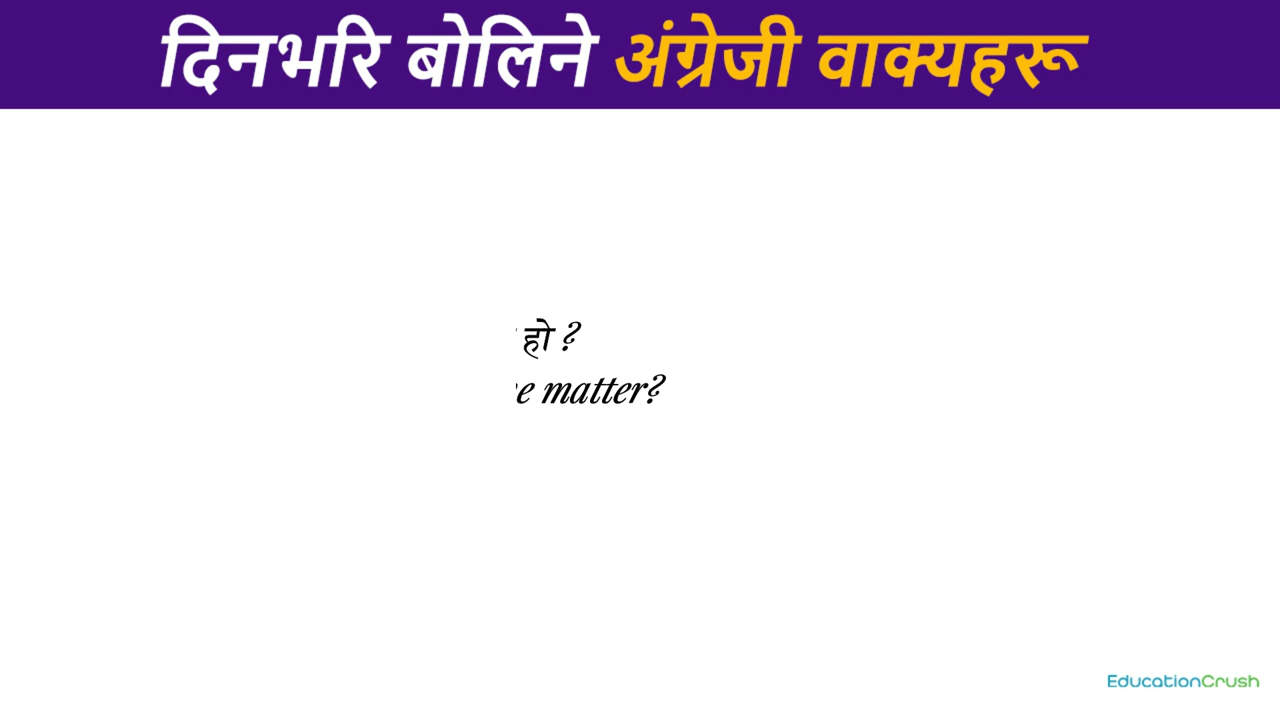 दिनभरि बोलिने अंग्रेजी वाक्यहरू
हो ?
matter?
EducationCrush